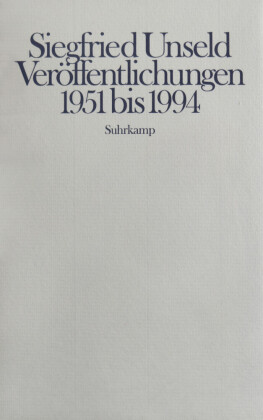 Siegfried Unseld
Veröffentlichungen
1951 bis 1994
Suhrkamp